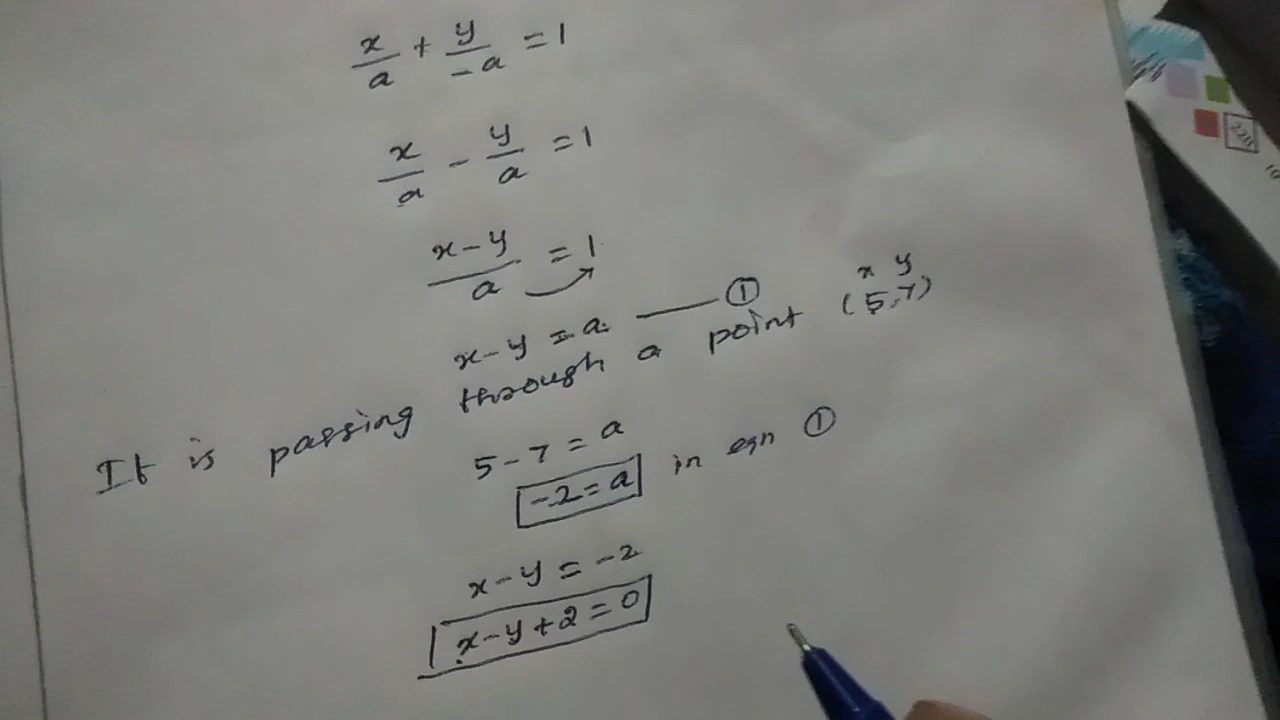 x/a + y/-a = 1
x/a - y/a = 1
x-y/a = 1
x-y = a. ①
x y
It is passing through a point (5,7)
5-7 = a
-2 = a in eqn ①
x-y = -2
x-y+2 = 0